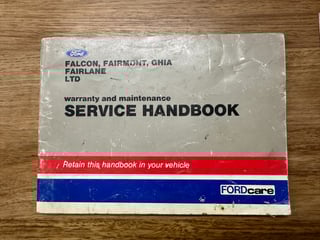 Ford
FALCON, FAIRMONT, GHIA
FAIRLANE
LTD
warranty and maintenance
SERVICE HANDBOOK
Retain this handbook in your vehicle
FORDcare